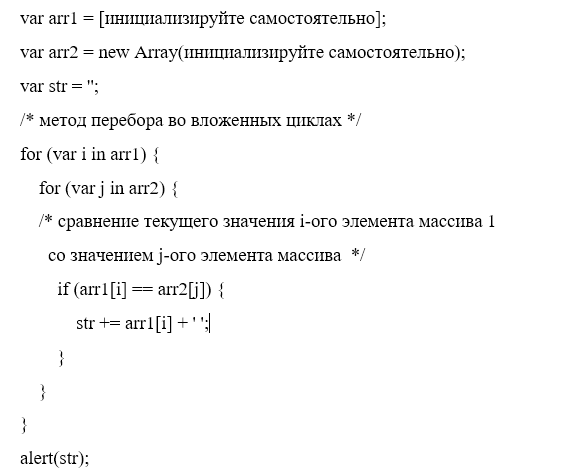 var arr1 = [инициализируйте самостоятельно];
var arr2 = new Array(инициализируйте самостоятельно);
var str = '';
/* метод перебора во вложенных циклах */
for (var i in arr1) {
for (var j in arr2) {
/* сравнение текущего значения i-ого элемента массива 1
со значением j-ого элемента массива */
if (arr1[i] == arr2[j]) {
str += arr1[i] + ' ';
}
}
}
alert(str);